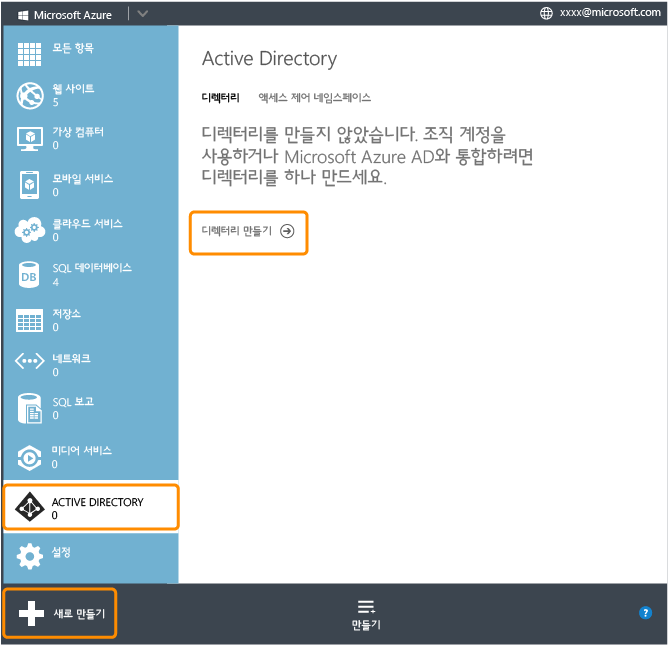 Microsoft Azure
xxxx@microsoft.com
모든 항목
웹 사이트
5
가상 컴퓨터
0
모바일 서비스
0
클라우드 서비스
0
DB
SQL 데이터베이스
4
저장소
0
네트워크
0
SQL 보고
0
미디어 서비스
0
ACTIVE DIRECTORY
0
설정
Active Directory
디렉터리 액세스 제어 네임스페이스
디렉터리를 만들지 않았습니다. 조직 계정을
사용하거나 Microsoft Azure AD와 통합하려면
디렉터리를 하나 만드세요.
디렉터리 만들기
새로 만들기
만들기
?